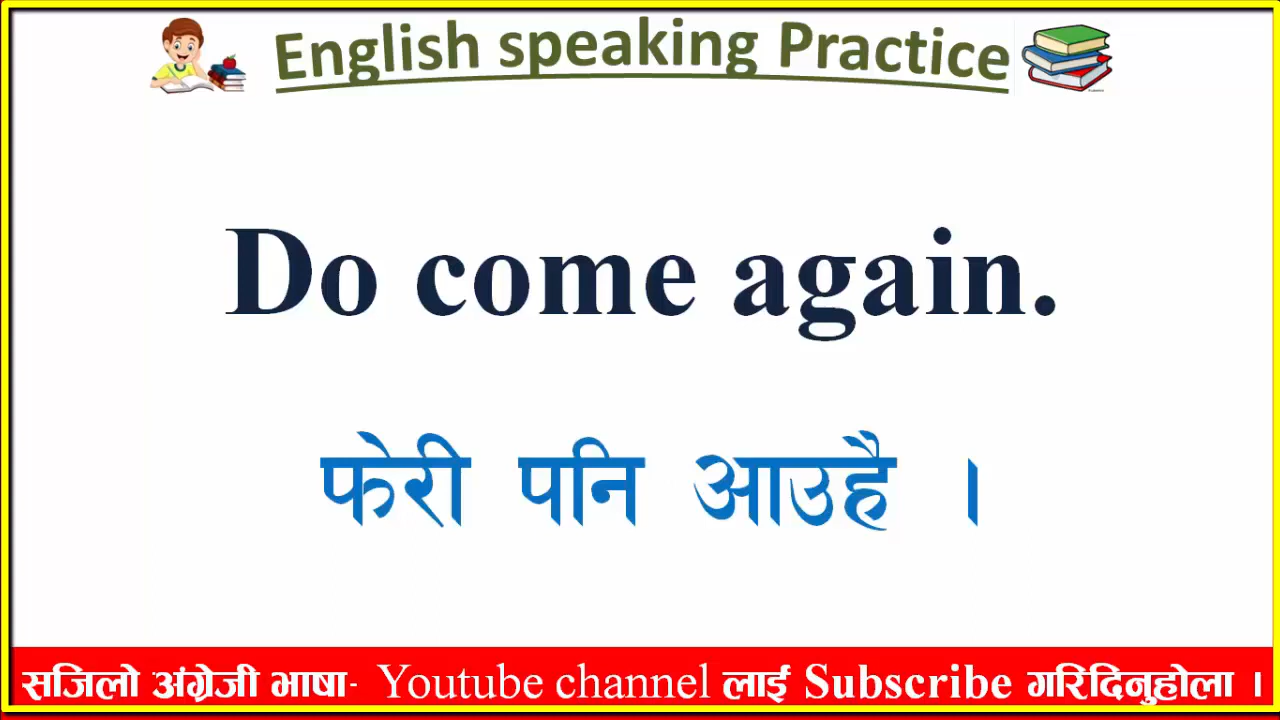 English speaking Practice
Do come again.
फेरी पनि आउहै ।
सजिलो अंग्रेजी भाषा- Youtube channel लाई Subscribe गरिदिनुहोला ।